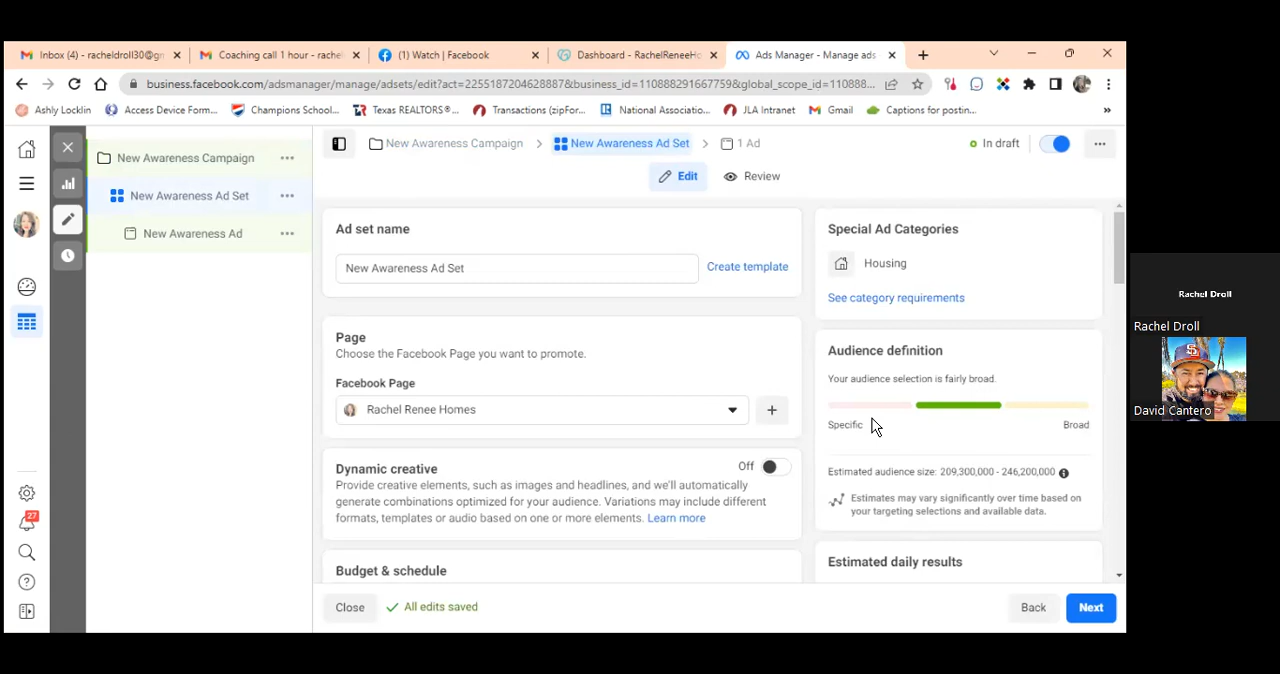 Inbox (4) - racheldroll30@gm
Coaching call 1 hour - rache
(1) Watch | Facebook
Dashboard - RachelReneeHo
Ads Manager - Manage ads
business.facebook.com/adsmanager/manage/adsets/edit?act=2255187204628887&business_id=110888291667759&global_scope_id=110888...
Ashly Locklin
Access Device Form...
Champions School...
Texas REALTORS®...
Transactions (zipFor...
National Associatio...
JLA Intranet
Gmail
Captions for postin...
»
New Awareness Campaign
New Awareness Ad Set
New Awareness Ad
New Awareness Campaign
New Awareness Ad Set
1 Ad
In draft
Edit
Review
Ad set name
New Awareness Ad Set
Create template
Page
Choose the Facebook Page you want to promote.
Facebook Page
Rachel Renee Homes
Dynamic creative
Off
Provide creative elements, such as images and headlines, and we'll automatically
generate combinations optimized for your audience. Variations may include different
formats, templates or audio based on one or more elements. Learn more
Budget & schedule
Special Ad Categories
Housing
See category requirements
Audience definition
Your audience selection is fairly broad.
Specific
Broad
Estimated audience size: 209,300,000 - 246,200,000
Estimates may vary significantly over time based on
your targeting selections and available data.
Estimated daily results
27
Close
All edits saved
Back
Next
Rachel Droll
Rachel Droll
David Cantero